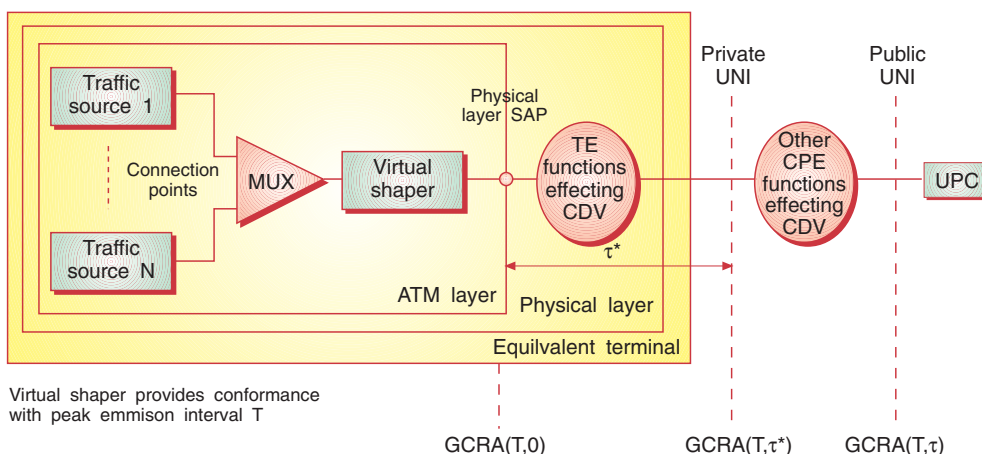 Traffic
source 1
Connection
points
Traffic
source N
MUX
Virtual
shaper
Physical
layer SAP
TE
functions
effecting
CDV
τ*
Private
UNI
Other
CPE
functions
effecting
CDV
Public
UNI
UPC
ATM layer
Physical layer
Equilvalent terminal
Virtual shaper provides conformance
with peak emmison interval T
GCRA(T,0)
GCRA(T,τ*)
GCRA(T,τ)